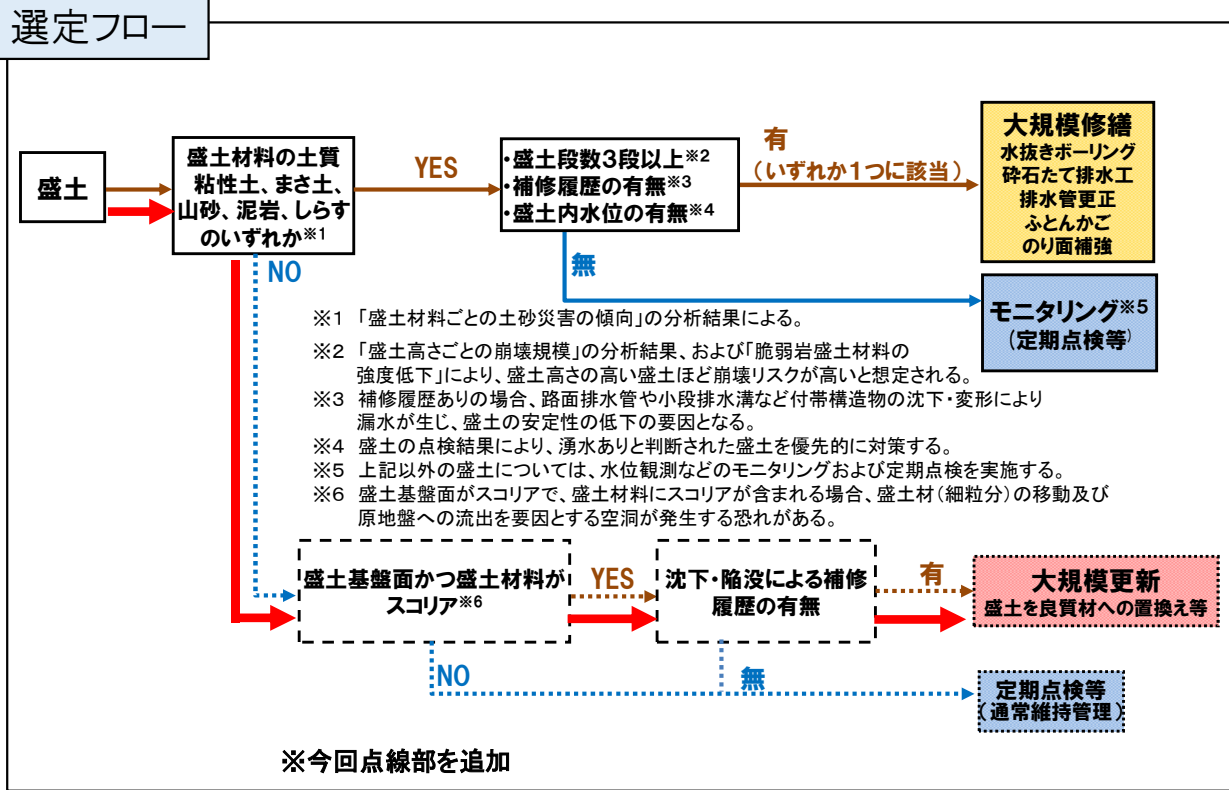 選定フロー
盛土
盛土材料の土質
粘性土、まさ土、
山砂、泥岩、しらす
のいずれか※1
YES
・盛土段数3段以上※2
・補修履歴の有無※3
・盛土内水位の有無※4
有
(いずれか1つに該当)
大規模修繕
水抜きボーリング
砕石たて排水工
排水管更正
ふとんかご
のり面補強
NO
無
モニタリング※5
(定期点検等)
※1 「盛土材料ごとの土砂災害の傾向」の分析結果による。
※2 「盛土高さごとの崩壊規模」の分析結果、および「脆弱岩盛土材料の
強度低下」により、盛土高さの高い盛土ほど崩壊リスクが高いと想定される。
※3 補修履歴ありの場合、路面排水管や小段排水溝など付帯構造物の沈下・変形により
漏水が生じ、盛土の安定性の低下の要因となる。
※4 盛土の点検結果により、湧水ありと判断された盛土を優先的に対策する。
※5 上記以外の盛土については、水位観測などのモニタリングおよび定期点検を実施する。
※6 盛土基盤面がスコリアで、盛土材料にスコリアが含まれる場合、盛土材(細粒分)の移動及び
原地盤への流出を要因とする空洞が発生する恐れがある。
盛土基盤面かつ盛土材料が
スコリア※6
YES
沈下・陥没による補修
履歴の有無
有
大規模更新
盛土を良質材への置換え等
NO
無
定期点検等
(通常維持管理)
※今回点線部を追加